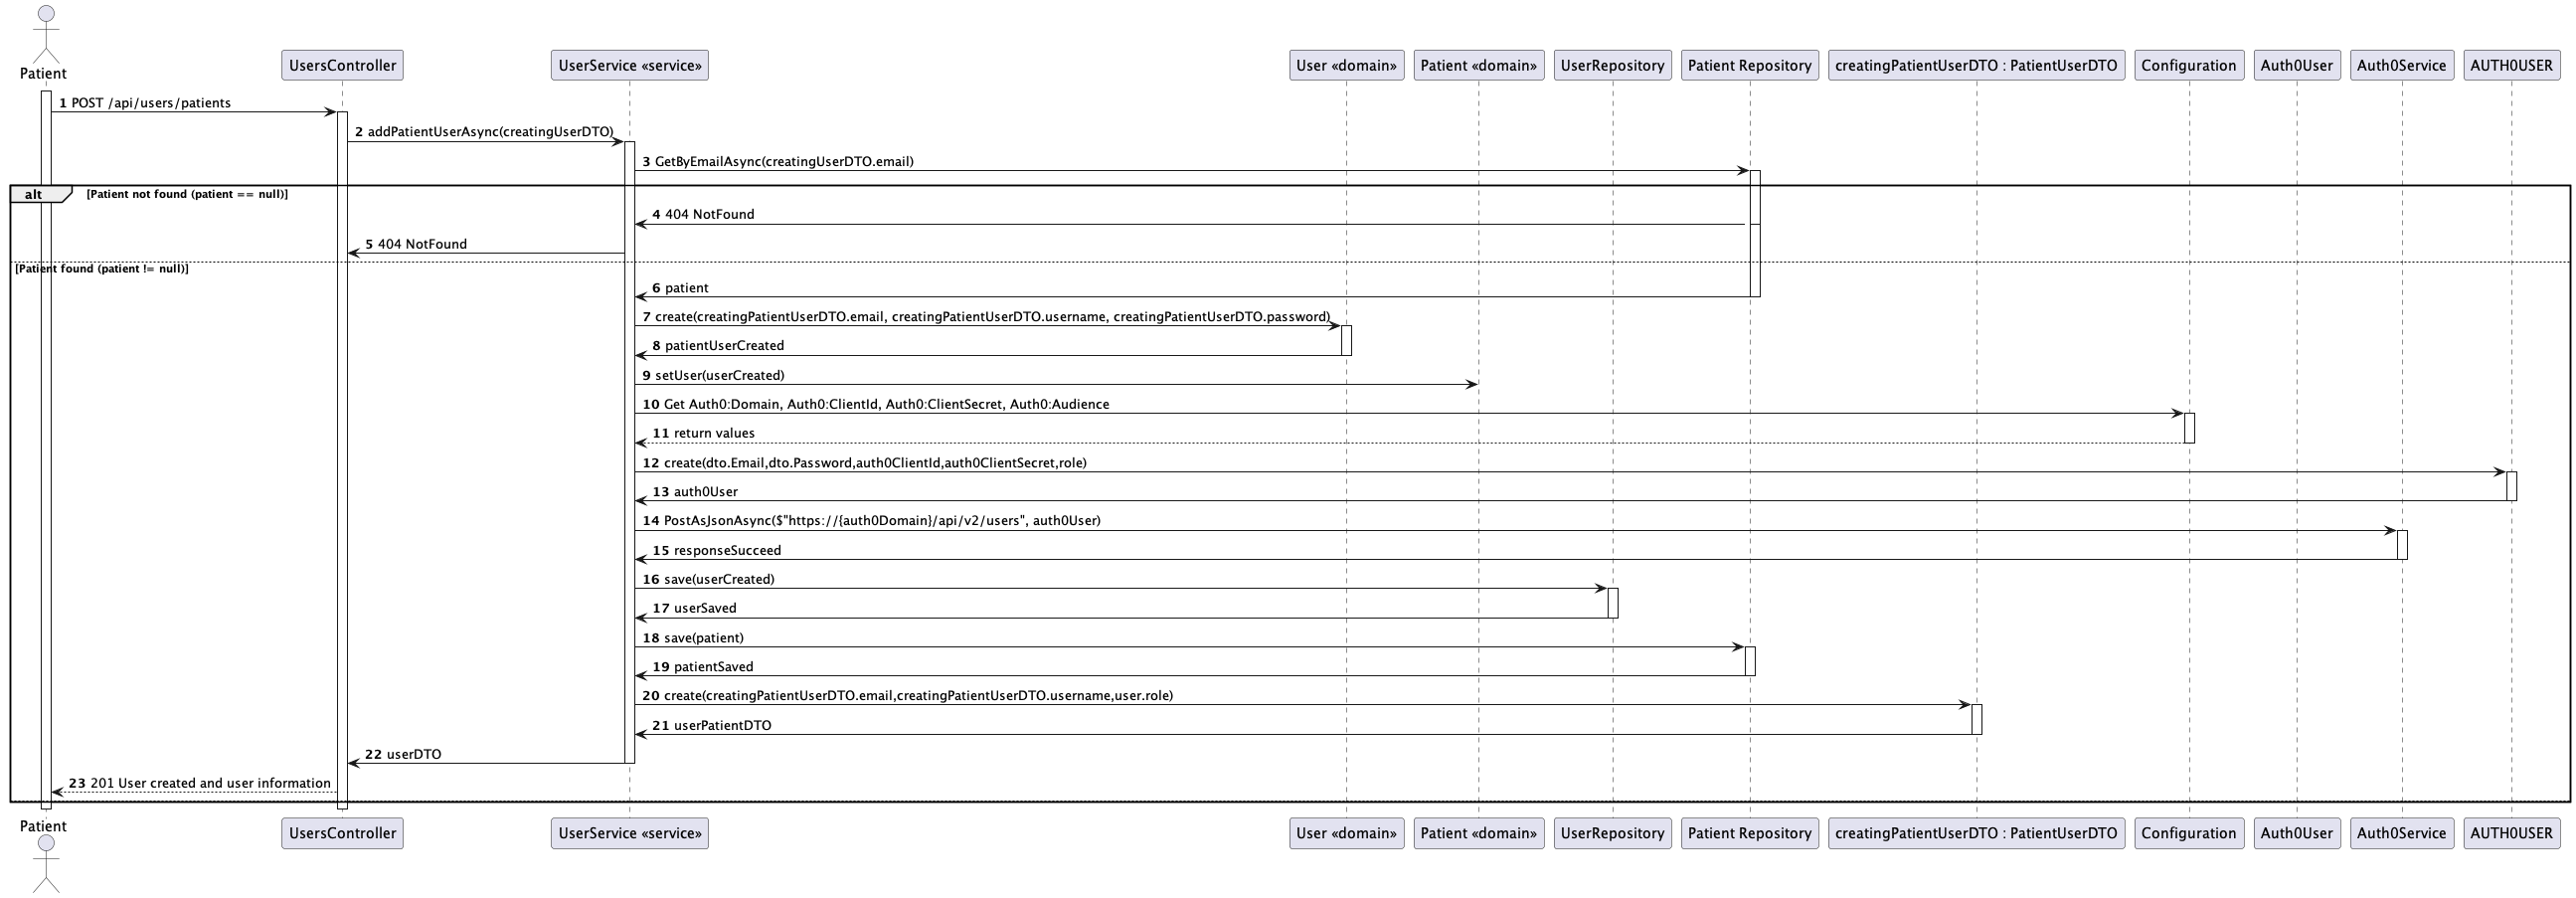 Patient
UsersController
UserService «service»
User «domain»
Patient «domain»
UserRepository
Patient Repository
creatingPatientUserDTO : PatientUserDTO
Configuration
Auth0User
Auth0Service
AUTH0USER
1 POST /api/users/patients
2 addPatientUserAsync(creatingUserDTO)
3 GetByEmailAsync(creatingUserDTO.email)
alt
[Patient not found (patient == null)]
4 404 NotFound
5 404 NotFound
[Patient found (patient != null)]
6 patient
7 create(creatingPatientUserDTO.email, creatingPatientUserDTO.username, creatingPatientUserDTO.password)
8 patientUserCreated
9 setUser(userCreated)
10 Get Auth0:Domain, Auth0:ClientId, Auth0:ClientSecret, Auth0:Audience
11 return values
12 create(dto.Email,dto.Password,auth0ClientId,auth0ClientSecret,role)
13 auth0User
14 PostAsJsonAsync($"https://{auth0Domain}/api/v2/users", auth0User)
15 responseSucceed
16 save(userCreated)
17 userSaved
18 save(patient)
19 patientSaved
20 create(creatingPatientUserDTO.email,creatingPatientUserDTO.username,user.role)
21 userPatientDTO
22 userDTO
23 201 User created and user information
Patient
UsersController
UserService «service»
User «domain»
Patient «domain»
UserRepository
Patient Repository
creatingPatientUserDTO : PatientUserDTO
Configuration
Auth0User
Auth0Service
AUTH0USER